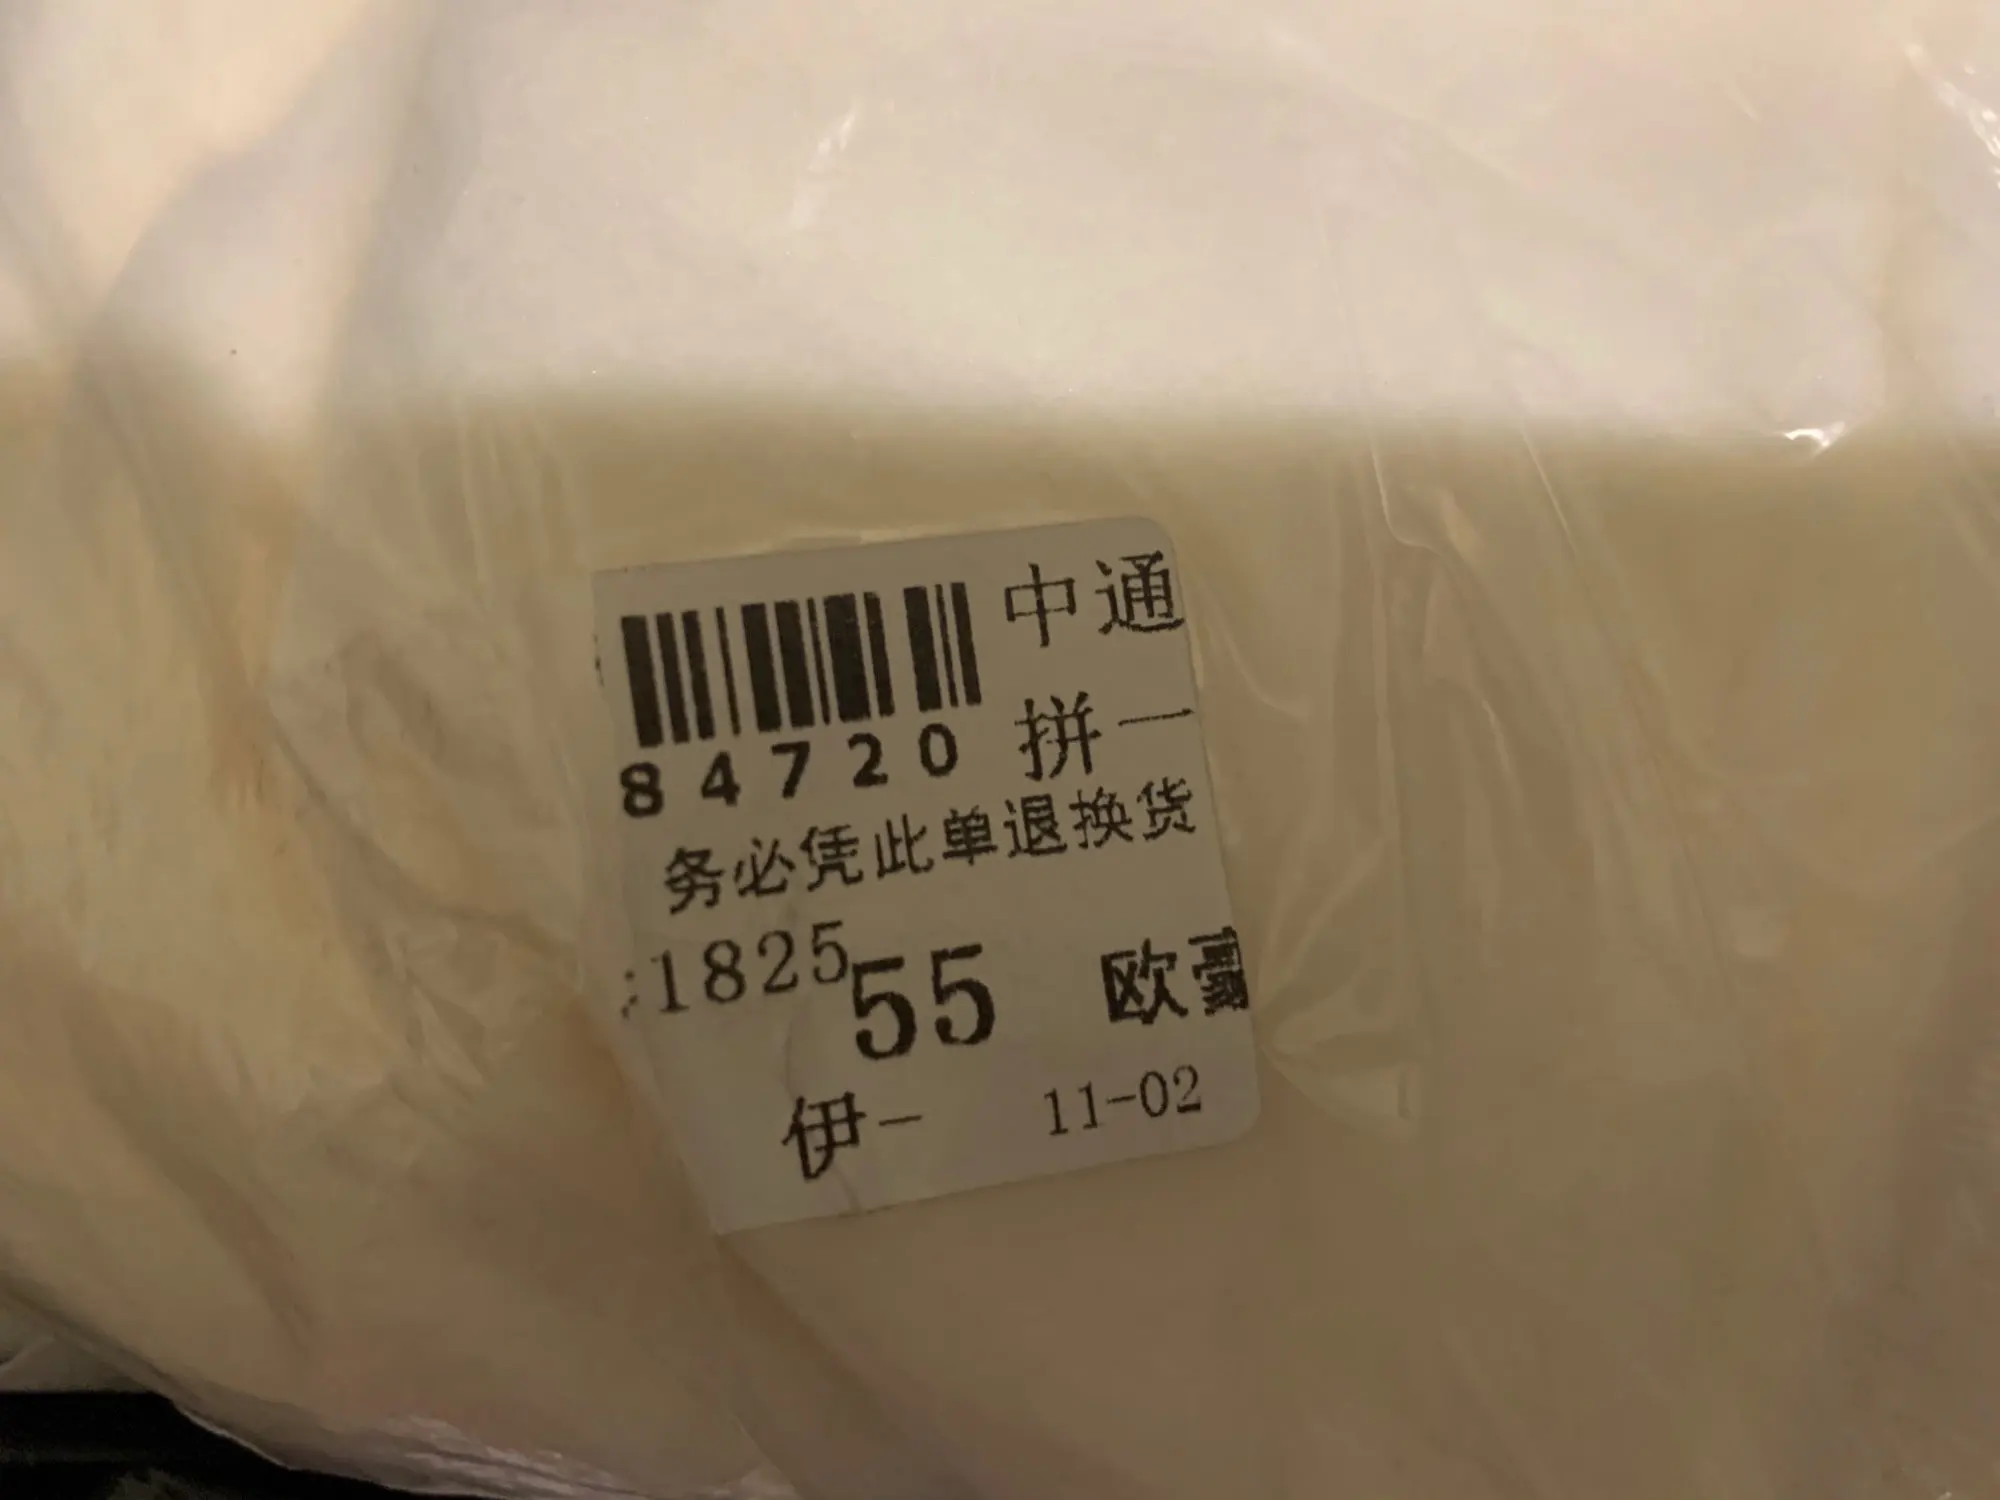 中通
84720 拼一
务必凭此单退换货
:1825 55 欧豪
伊- 11-02